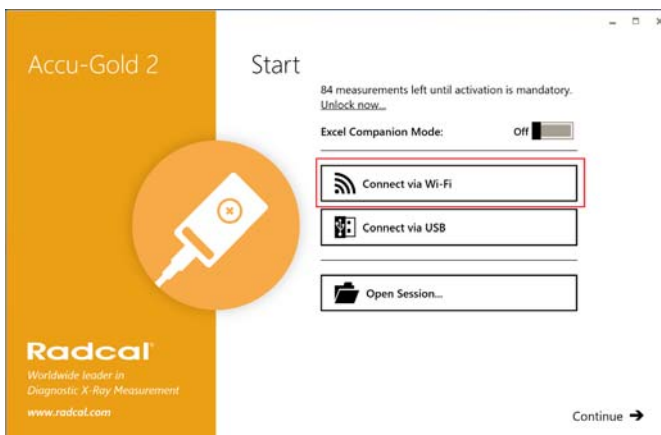 Accu-Gold 2
Start
84 measurements left until activation is mandatory.
Unlock now...
Excel Companion Mode:
Off
Connect via Wi-Fi
Connect via USB
Open Session...
Radcal
Worldwide leader in
Diagnostic X-Ray Measurement
www.radcal.com
Continue